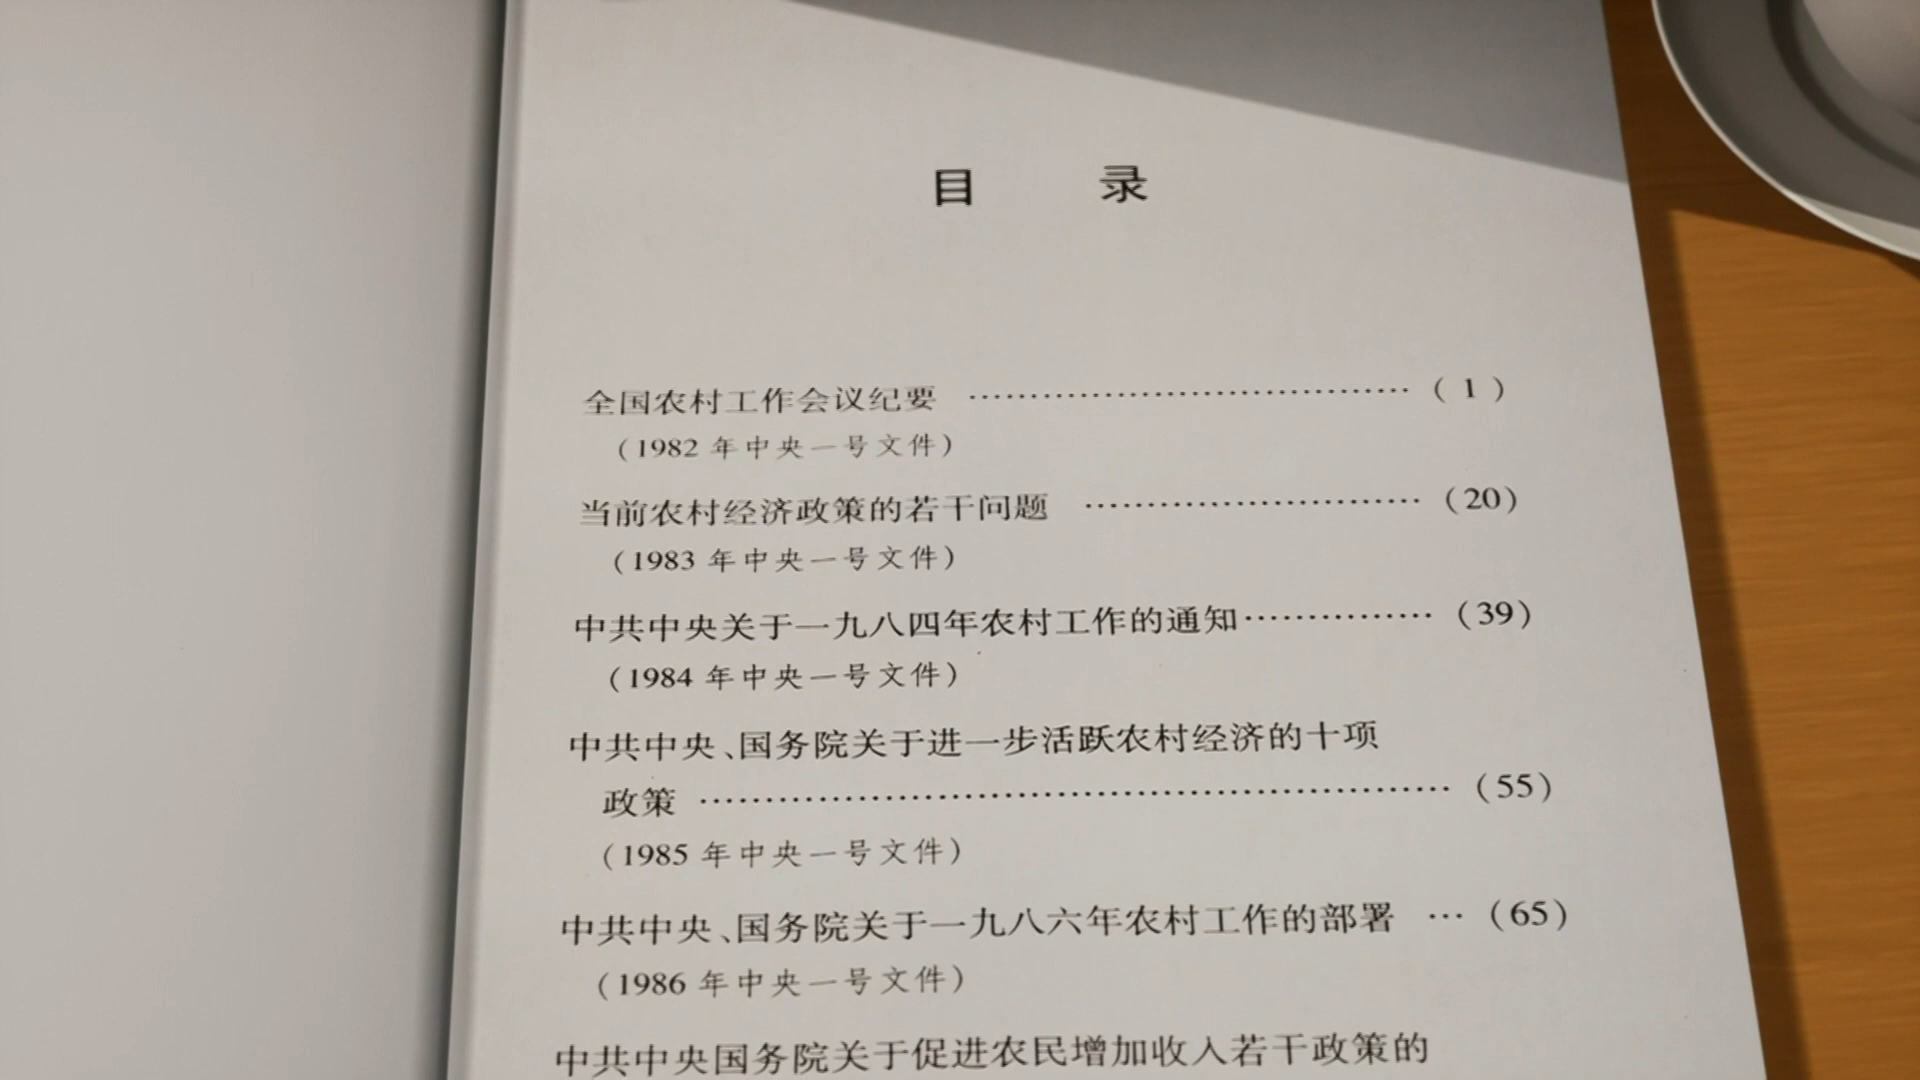 目 录
全国农村工作会议纪要 ………………………………… (1)
(1982 年中央一号文件)
当前农村经济政策的若干问题 ………………………… (20)
(1983 年中央一号文件)
中共中央关于一九八四年农村工作的通知…………… (39)
(1984 年中央一号文件)
中共中央、国务院关于进一步活跃农村经济的十项
政策 ……………………………………………………… (55)
(1985 年中央一号文件)
中共中央、国务院关于一九八六年农村工作的部署 … (65)
(1986 年中央一号文件)
中共中央国务院关于促进农民增加收入若干政策的